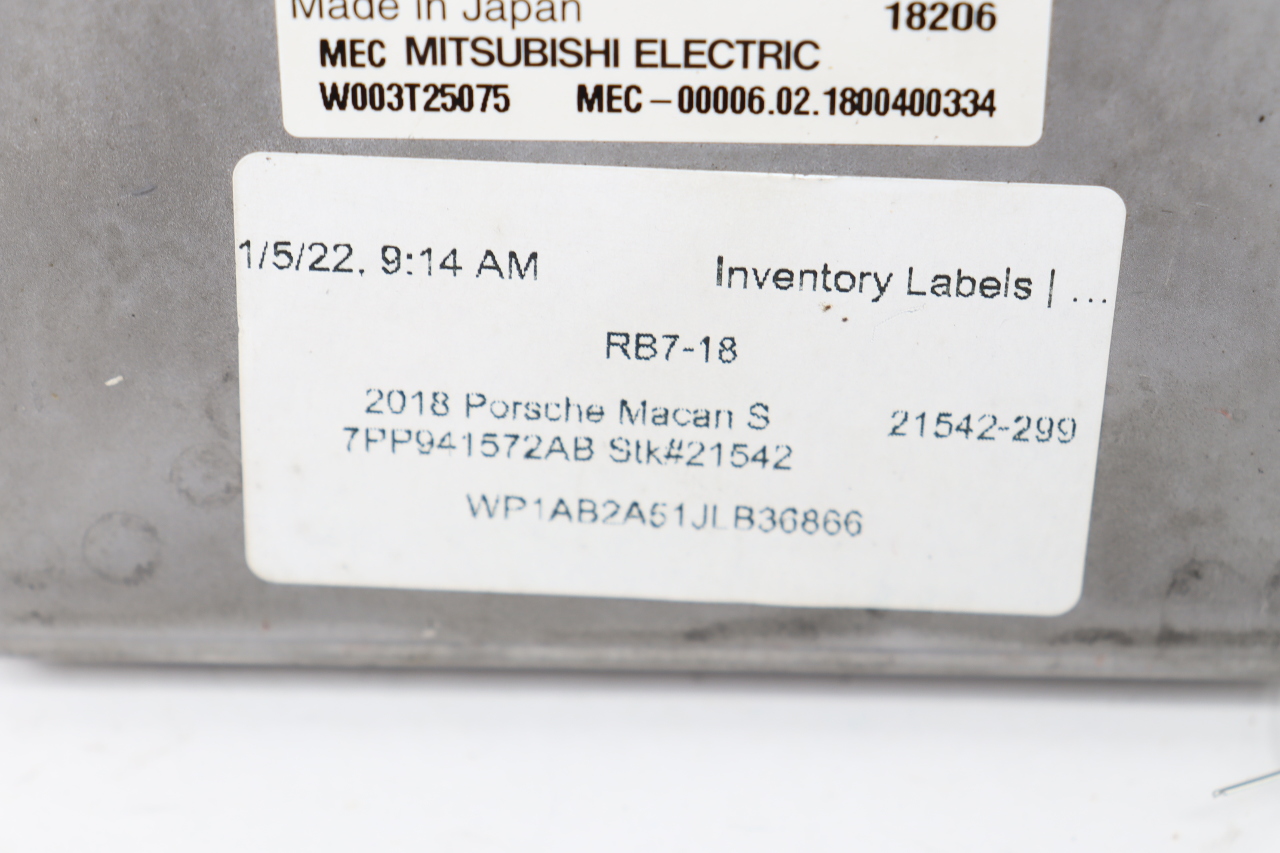 Made in Japan 18206
MEC MITSUBISHI ELECTRIC
W003T25075 MEC-00006.02.1800400334
1/5/22, 9:14 AM Inventory Labels | ...
RB7-18
2018 Porsche Macan S 21542-299
7PP941572AB Stk#21542
WP1AB2A51JLB36866